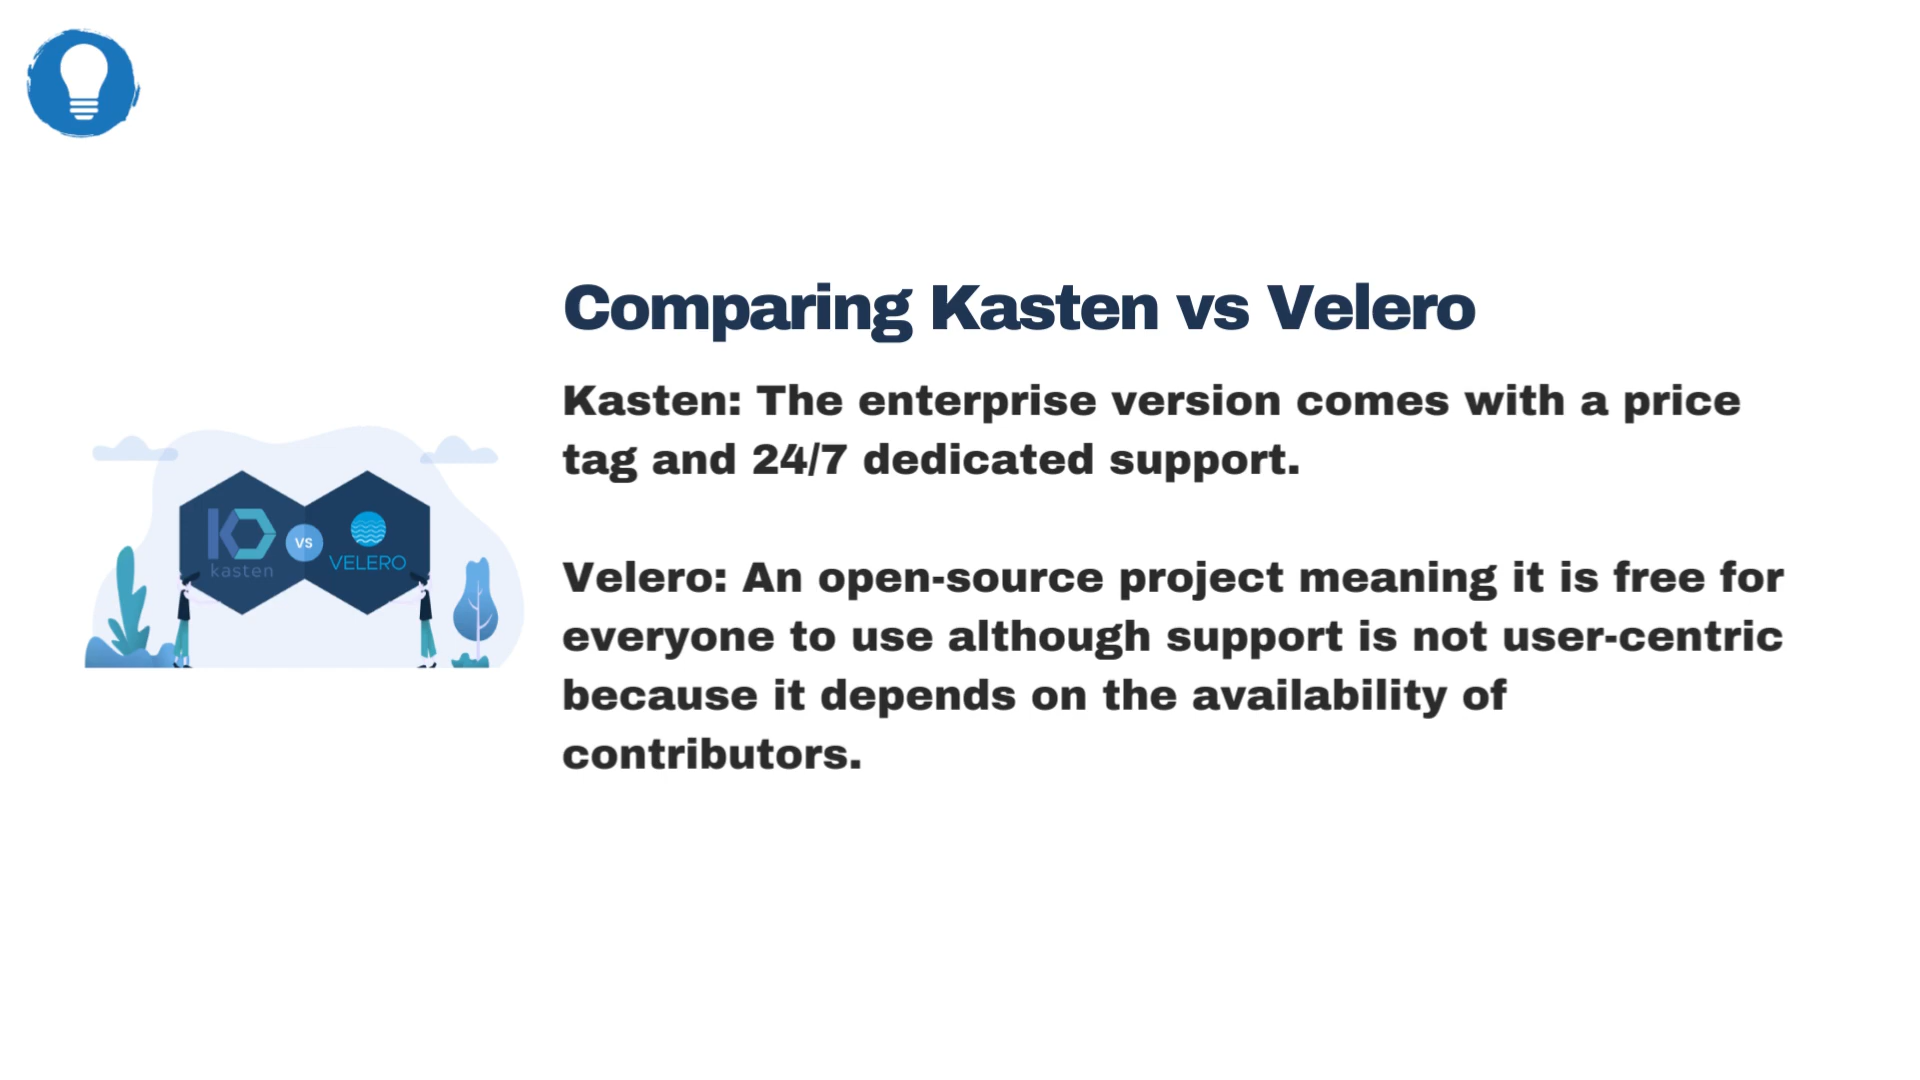 Comparing Kasten vs Velero
Kasten: The enterprise version comes with a price
tag and 24/7 dedicated support.
kasten
VS
VELERO
Velero: An open-source project meaning it is free for
everyone to use although support is not user-centric
because it depends on the availability of
contributors.